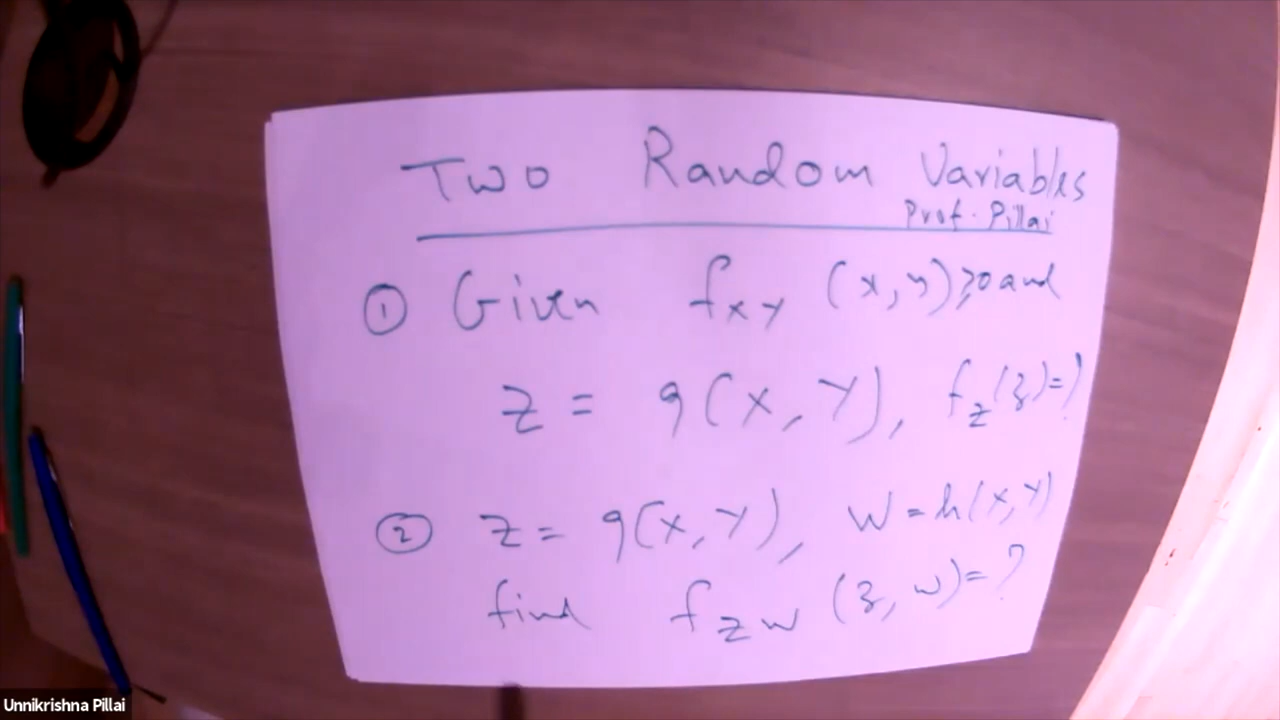 Two Random Variables
Prof. Pillai
① Given f_XY (x, y) ≥ 0 and
Z = g(X, Y), f_Z(z) = ?
② Z = g(X, Y), W = h(X, Y)
find f_ZW (z, w) = ?
Unnikrishna Pillai